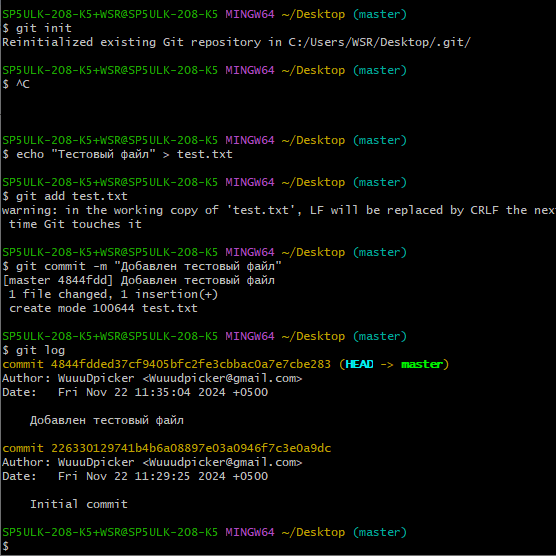 SP5ULK-208-K5+WSR@SP5ULK-208-K5 MINGW64 ~/Desktop (master)
$ git init
Reinitialized existing Git repository in C:/Users/WSR/Desktop/.git/
SP5ULK-208-K5+WSR@SP5ULK-208-K5 MINGW64 ~/Desktop (master)
$ ^C
SP5ULK-208-K5+WSR@SP5ULK-208-K5 MINGW64 ~/Desktop (master)
$ echo "Тестовый файл" > test.txt
SP5ULK-208-K5+WSR@SP5ULK-208-K5 MINGW64 ~/Desktop (master)
$ git add test.txt
warning: in the working copy of 'test.txt', LF will be replaced by CRLF the next
 time Git touches it
SP5ULK-208-K5+WSR@SP5ULK-208-K5 MINGW64 ~/Desktop (master)
$ git commit -m "Добавлен тестовый файл"
[master 4844fdd] Добавлен тестовый файл
 1 file changed, 1 insertion(+)
 create mode 100644 test.txt
SP5ULK-208-K5+WSR@SP5ULK-208-K5 MINGW64 ~/Desktop (master)
$ git log
commit 4844fdded37cf9405bfc2fe3cbbac0a7e7cbe283 (HEAD -> master)
Author: WuuuDpicker <Wuuudpicker@gmail.com>
Date:   Fri Nov 22 11:35:04 2024 +0500
    Добавлен тестовый файл
commit 226330129741b4b6a08897e03a0946f7c3e0a9dc
Author: WuuuDpicker <Wuuudpicker@gmail.com>
Date:   Fri Nov 22 11:29:25 2024 +0500
    Initial commit
SP5ULK-208-K5+WSR@SP5ULK-208-K5 MINGW64 ~/Desktop (master)
$